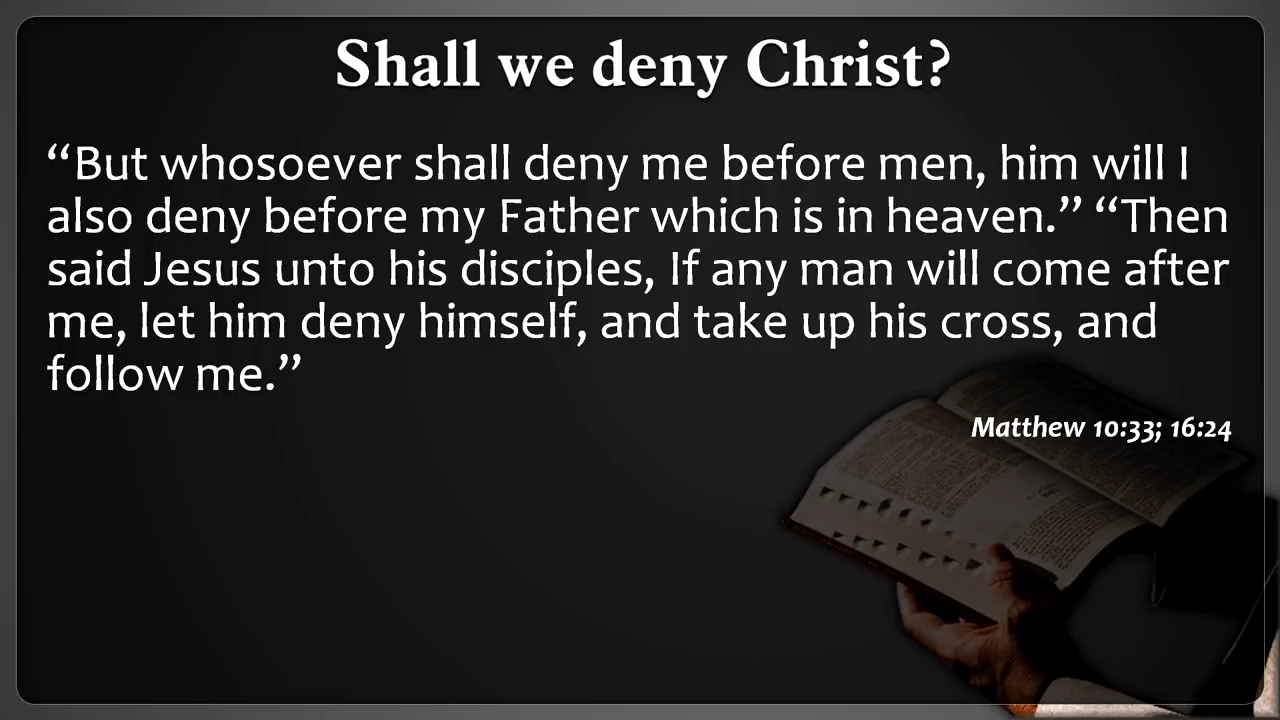 Shall we deny Christ?
“But whosoever shall deny me before men, him will I
also deny before my Father which is in heaven.” “Then
said Jesus unto his disciples, If any man will come after
me, let him deny himself, and take up his cross, and
follow me.”
Matthew 10:33; 16:24